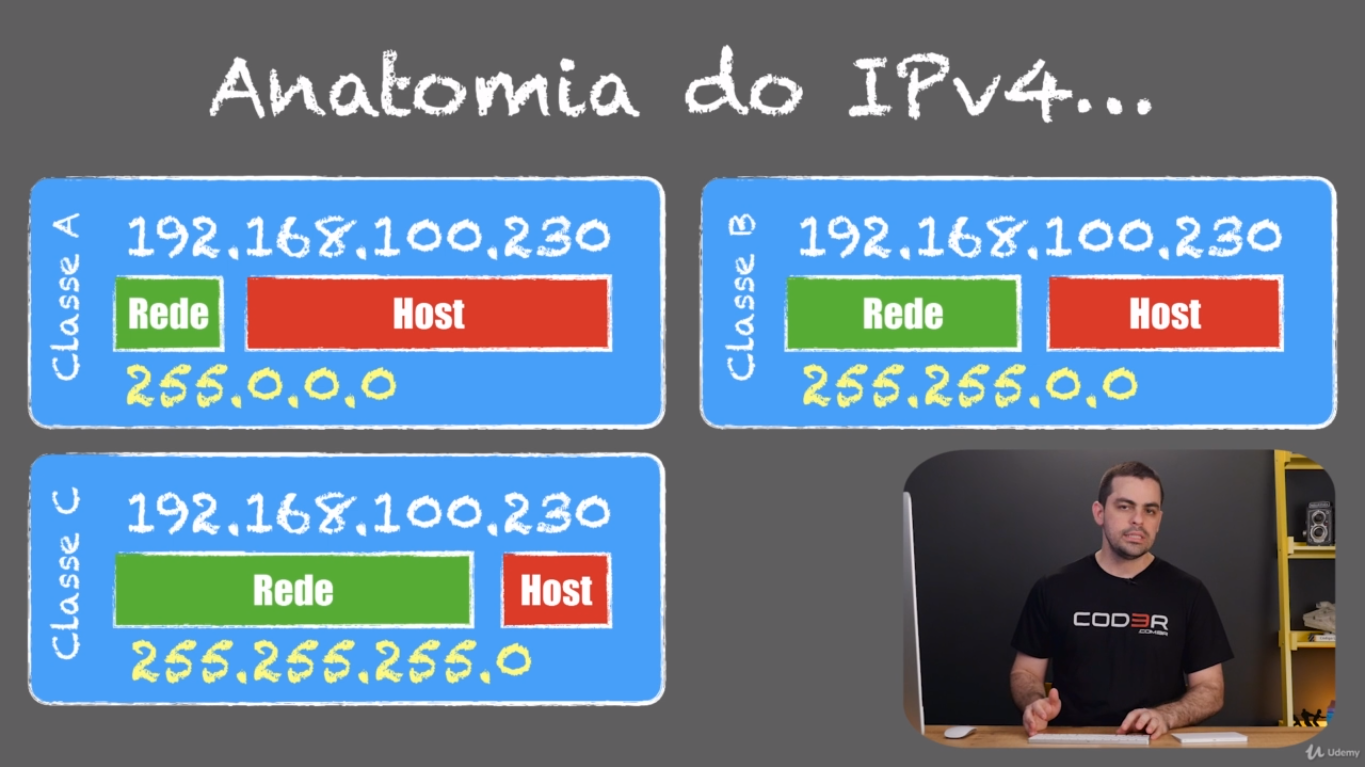 Anatomia do IPv4...
Classe A
192.168.100.230
Rede Host
255.0.0.0
Classe B
192.168.100.230
Rede Host
255.255.0.0
Classe C
192.168.100.230
Rede Host
255.255.255.0
COD3R
.COM.BR
Udemy